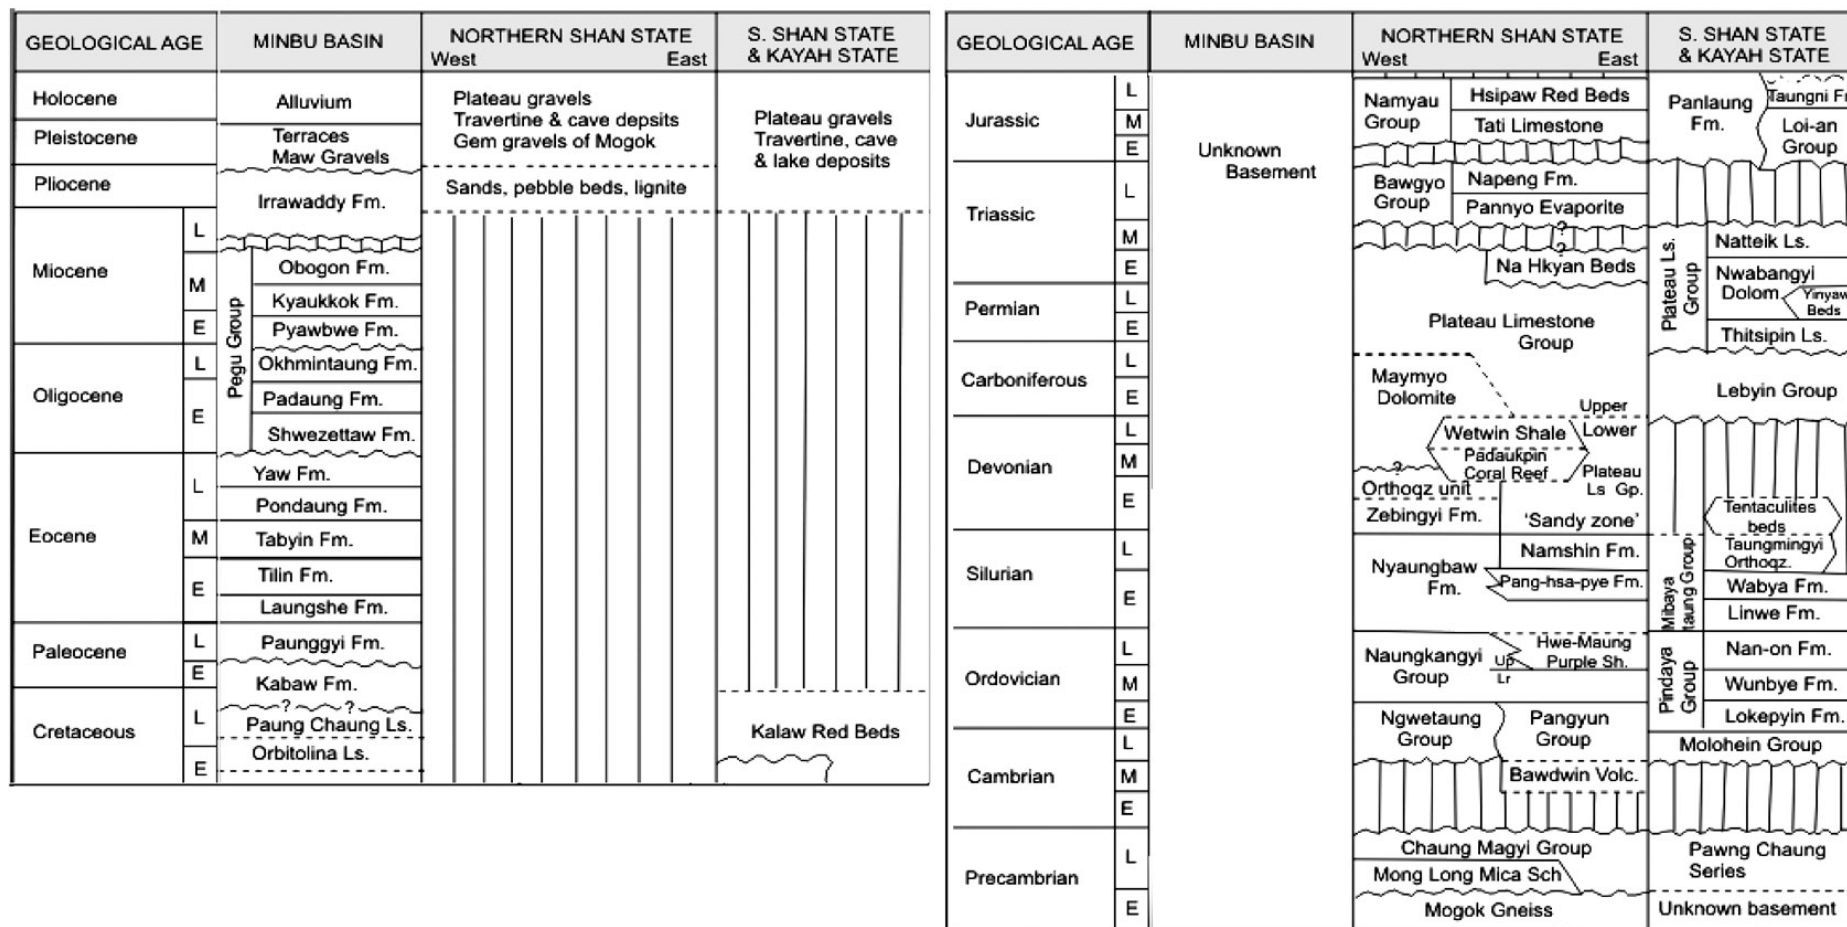 GEOLOGICAL AGE
MINBU BASIN
NORTHERN SHAN STATE
West East
S. SHAN STATE
& KAYAH STATE
Holocene
Alluvium
Plateau gravels
Travertine & cave depsits
Gem gravels of Mogok
Plateau gravels
Travertine, cave
& lake deposits
Pleistocene
Terraces
Maw Gravels
Pliocene
Irrawaddy Fm.
Sands, pebble beds, lignite
Miocene
L
M
E
Pegu Group
Obogon Fm.
Kyaukkok Fm.
Pyawbwe Fm.
Oligocene
L
E
Okhmintaung Fm.
Padaung Fm.
Shwezettaw Fm.
Eocene
L
M
E
Yaw Fm.
Pondaung Fm.
Tabyin Fm.
Tilin Fm.
Laungshe Fm.
Paleocene
L
E
Paunggyi Fm.
Kabaw Fm.
Cretaceous
L
E
? ?
Paung Chaung Ls.
Orbitolina Ls.
Kalaw Red Beds
GEOLOGICAL AGE
MINBU BASIN
NORTHERN SHAN STATE
West East
S. SHAN STATE
& KAYAH STATE
Jurassic
L
M
E
Unknown
Basement
Namyau
Group
Hsipaw Red Beds
Tati Limestone
Panlaung
Fm.
Taungni F
Loi-an
Group
Triassic
L
M
E
Bawgyo
Group
Napeng Fm.
Pannyo Evaporite
?
?
Na Hkyan Beds
Plateau Ls.
Group
Natteik Ls.
Nwabangyi
Dolom.
Yinyaw
Beds
Thitsipin Ls.
Permian
L
E
Plateau Limestone
Group
Carboniferous
L
E
Maymyo
Dolomite
Upper
Lower
Lebyin Group
Devonian
L
M
E
Wetwin Shale
Padaukpin
Coral Reef
Plateau
Ls Gp.
?
Orthoqz unit
Zebingyi Fm.
'Sandy zone'
Tentaculites
beds
Silurian
L
E
Nyaungbaw
Fm.
Namshin Fm.
Pang-hsa-pye Fm.
Mibaya
taung Group
Taungmingyi
Orthoqz.
Wabya Fm.
Linwe Fm.
Ordovician
L
M
E
Naungkangyi
Group
Up
Lr
Hwe-Maung
Purple Sh.
Pindaya
Group
Nan-on Fm.
Wunbye Fm.
Lokepyin Fm.
Cambrian
L
M
E
Ngwetaung
Group
Pangyun
Group
Bawdwin Volc.
Molohein Group
Precambrian
L
E
Chaung Magyi Group
Mong Long Mica Sch
Mogok Gneiss
Pawng Chaung
Series
Unknown basement